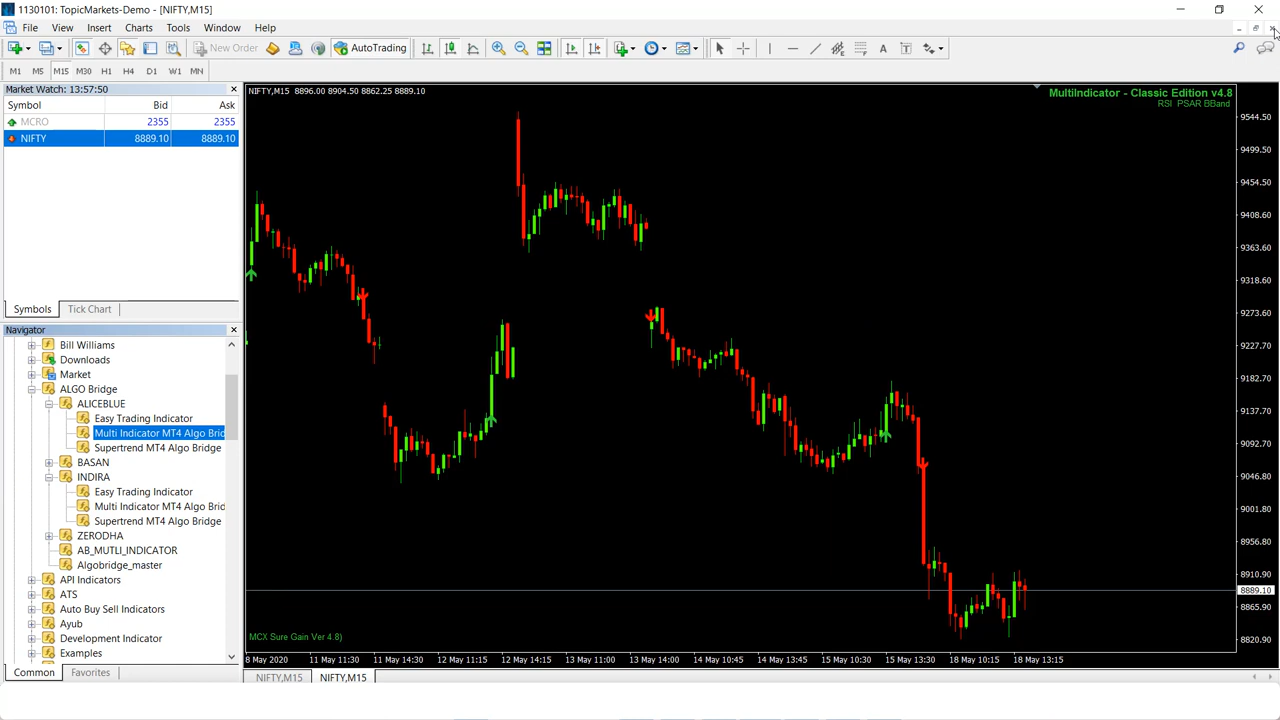 1130101: TopicMarkets-Demo - [NIFTY,M15]
File View Insert Charts Tools Window Help
New Order AutoTrading
M1 M5 M15 M30 H1 H4 D1 W1 MN
Market Watch: 13:57:50
Symbol Bid Ask
MCRO 2355 2355
NIFTY 8889.10 8889.10
Symbols Tick Chart
Navigator
Bill Williams
Downloads
Market
ALGO Bridge
ALICEBLUE
Easy Trading Indicator
Multi Indicator MT4 Algo Brid
Supertrend MT4 Algo Bridge
BASAN
INDIRA
Easy Trading Indicator
Multi Indicator MT4 Algo Brid
Supertrend MT4 Algo Bridge
ZERODHA
AB_MUTLI_INDICATOR
Algobridge_master
API Indicators
ATS
Auto Buy Sell Indicators
Ayub
Development Indicator
Examples
Common Favorites
NIFTY,M15 8896.00 8904.50 8862.25 8889.10
MultiIndicator - Classic Edition v4.8
RSI PSAR BBand
9544.50
9499.50
9454.50
9408.60
9363.60
9318.60
9273.60
9227.70
9182.70
9137.70
9092.70
9046.80
9001.80
8956.80
8910.90
8889.10
8865.90
8820.90
MCX Sure Gain Ver 4.8)
8 May 2020 11 May 11:30 11 May 14:30 12 May 11:15 12 May 14:15 13 May 11:00 13 May 14:00 14 May 10:45 14 May 13:45 15 May 10:30 15 May 13:30 18 May 10:15 18 May 13:15
NIFTY,M15 NIFTY,M15